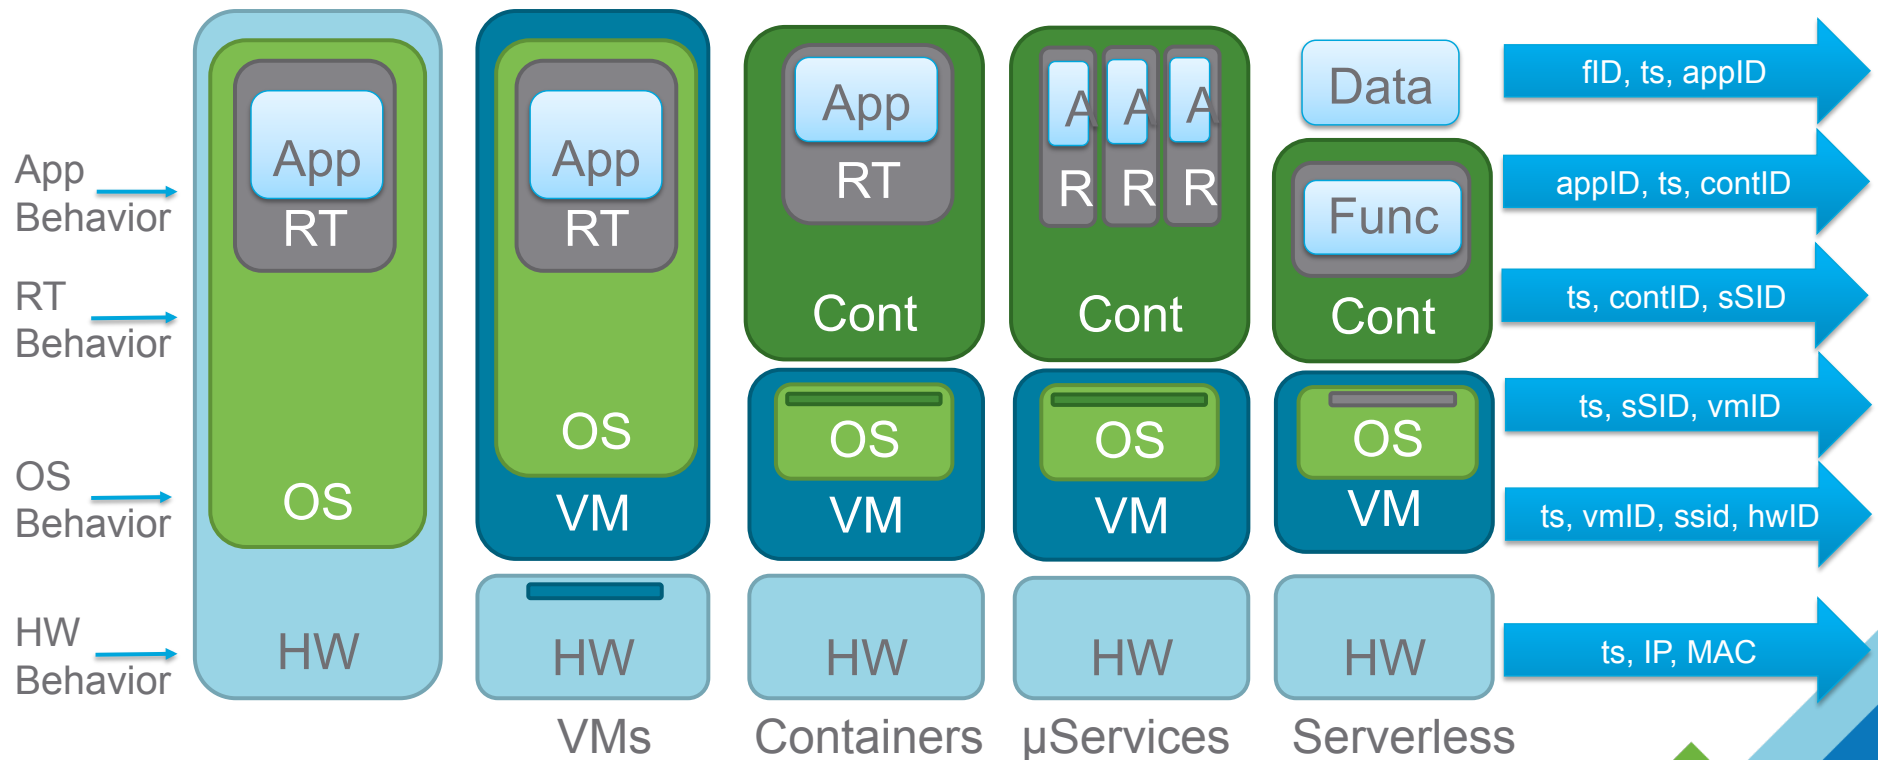 App
Behavior
RT
Behavior
OS
Behavior
HW
Behavior
App
RT
OS
HW
App
RT
OS
VM
HW
VMs
App
RT
Cont
OS
VM
HW
Containers
A A A
R R R
Cont
OS
VM
HW
µServices
Data
Func
Cont
OS
VM
HW
Serverless
fID, ts, appID
appID, ts, contID
ts, contID, sSID
ts, sSID, vmID
ts, vmID, ssid, hwID
ts, IP, MAC